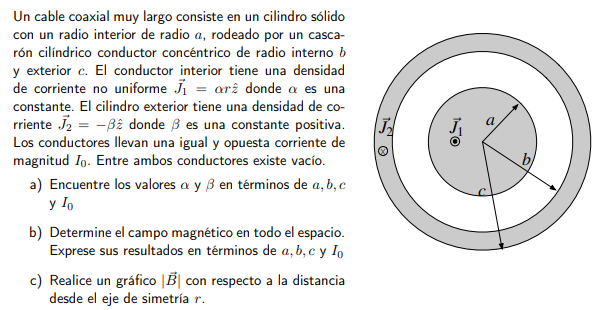 Un cable coaxial muy largo consiste en un cilindro sólido
con un radio interior de radio a, rodeado por un casca-
rón cilíndrico conductor concéntrico de radio interno b
y exterior c. El conductor interior tiene una densidad
de corriente no uniforme J⃗₁ = αrẑ donde α es una
constante. El cilindro exterior tiene una densidad de co-
rriente J⃗₂ = −βẑ donde β es una constante positiva.
Los conductores llevan una igual y opuesta corriente de
magnitud I₀. Entre ambos conductores existe vacío.
a) Encuentre los valores α y β en términos de a, b, c
y I₀
b) Determine el campo magnético en todo el espacio.
Exprese sus resultados en términos de a, b, c y I₀
c) Realice un gráfico |B⃗| con respecto a la distancia
desde el eje de simetría r.
J⃗₂
J⃗₁
a
b
c